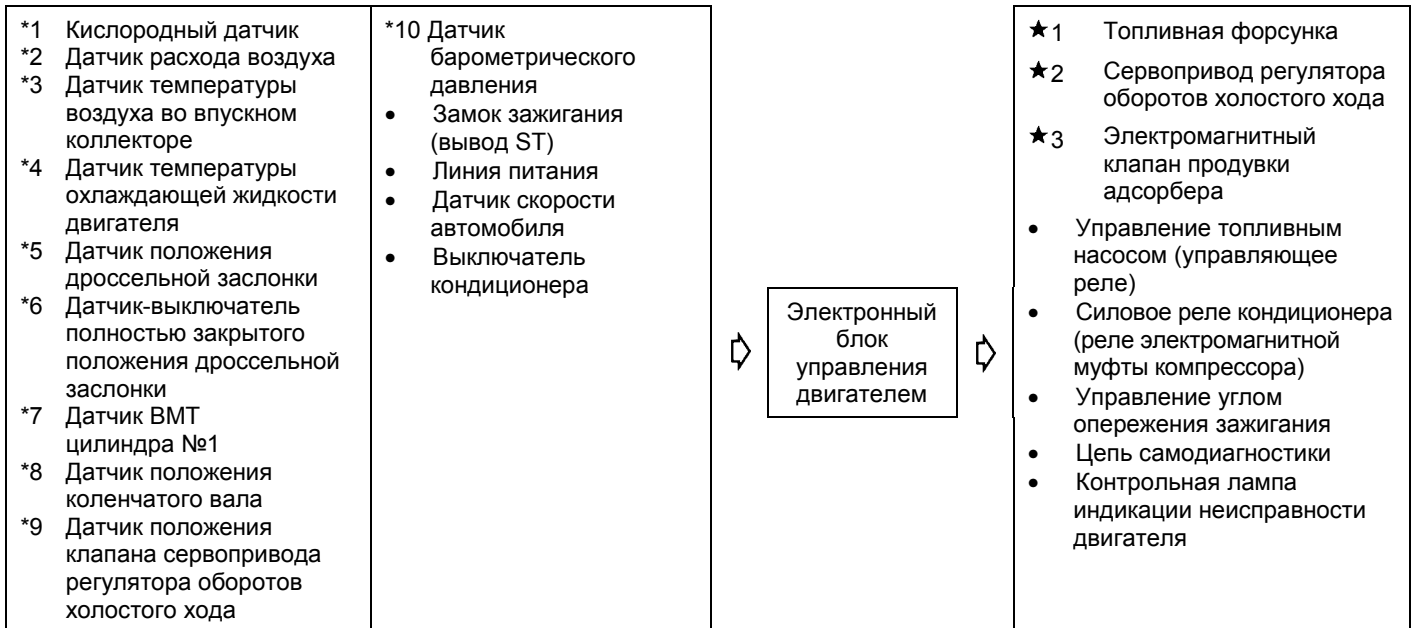 *1 Кислородный датчик
*2 Датчик расхода воздуха
*3 Датчик температуры
воздуха во впускном
коллекторе
*4 Датчик температуры
охлаждающей жидкости
двигателя
*5 Датчик положения
дроссельной заслонки
*6 Датчик-выключатель
полностью закрытого
положения дроссельной
заслонки
*7 Датчик ВМТ
цилиндра №1
*8 Датчик положения
коленчатого вала
*9 Датчик положения
клапана сервопривода
регулятора оборотов
холостого хода
*10 Датчик
барометрического
давления
• Замок зажигания
(вывод ST)
• Линия питания
• Датчик скорости
автомобиля
• Выключатель
кондиционера
Электронный
блок
управления
двигателем
★1 Топливная форсунка
★2 Сервопривод регулятора
оборотов холостого хода
★3 Электромагнитный
клапан продувки
адсорбера
• Управление топливным
насосом (управляющее
реле)
• Силовое реле кондиционера
(реле электромагнитной
муфты компрессора)
• Управление углом
опережения зажигания
• Цепь самодиагностики
• Контрольная лампа
индикации неисправности
двигателя